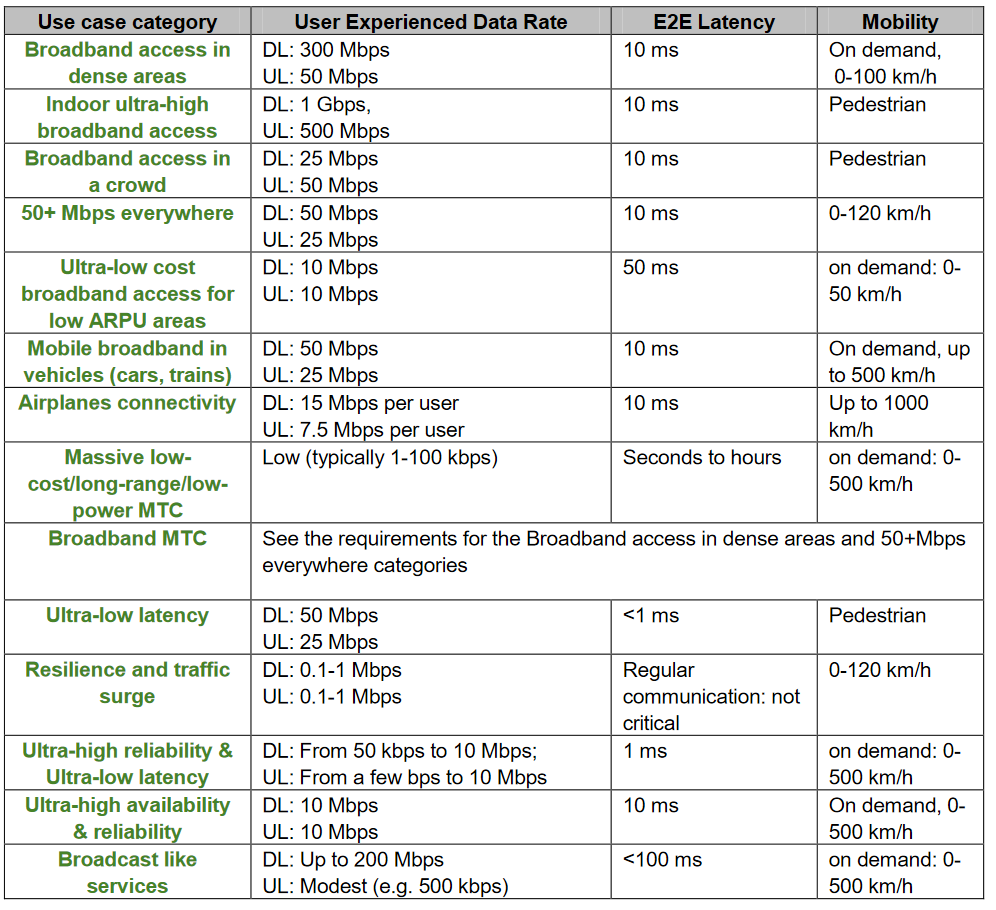 Use case category User Experienced Data Rate E2E Latency Mobility
Broadband access in DL: 300 Mbps 10 ms On demand,
dense areas UL: 50 Mbps 0-100 km/h
Indoor ultra-high DL: 1 Gbps, 10 ms Pedestrian
broadband access UL: 500 Mbps
Broadband access in DL: 25 Mbps 10 ms Pedestrian
a crowd UL: 50 Mbps
50+ Mbps everywhere DL: 50 Mbps 10 ms 0-120 km/h
UL: 25 Mbps
Ultra-low cost DL: 10 Mbps 50 ms on demand: 0-
broadband access for UL: 10 Mbps 50 km/h
low ARPU areas
Mobile broadband in DL: 50 Mbps 10 ms On demand, up
vehicles (cars, trains) UL: 25 Mbps to 500 km/h
Airplanes connectivity DL: 15 Mbps per user 10 ms Up to 1000
UL: 7.5 Mbps per user km/h
Massive low- Low (typically 1-100 kbps) Seconds to hours on demand: 0-
cost/long-range/low- 500 km/h
power MTC
Broadband MTC See the requirements for the Broadband access in dense areas and 50+Mbps
everywhere categories
Ultra-low latency DL: 50 Mbps <1 ms Pedestrian
UL: 25 Mbps
Resilience and traffic DL: 0.1-1 Mbps Regular 0-120 km/h
surge UL: 0.1-1 Mbps communication: not
critical
Ultra-high reliability & DL: From 50 kbps to 10 Mbps; 1 ms on demand: 0-
Ultra-low latency UL: From a few bps to 10 Mbps 500 km/h
Ultra-high availability DL: 10 Mbps 10 ms On demand, 0-
& reliability UL: 10 Mbps 500 km/h
Broadcast like DL: Up to 200 Mbps <100 ms on demand: 0-
services UL: Modest (e.g. 500 kbps) 500 km/h